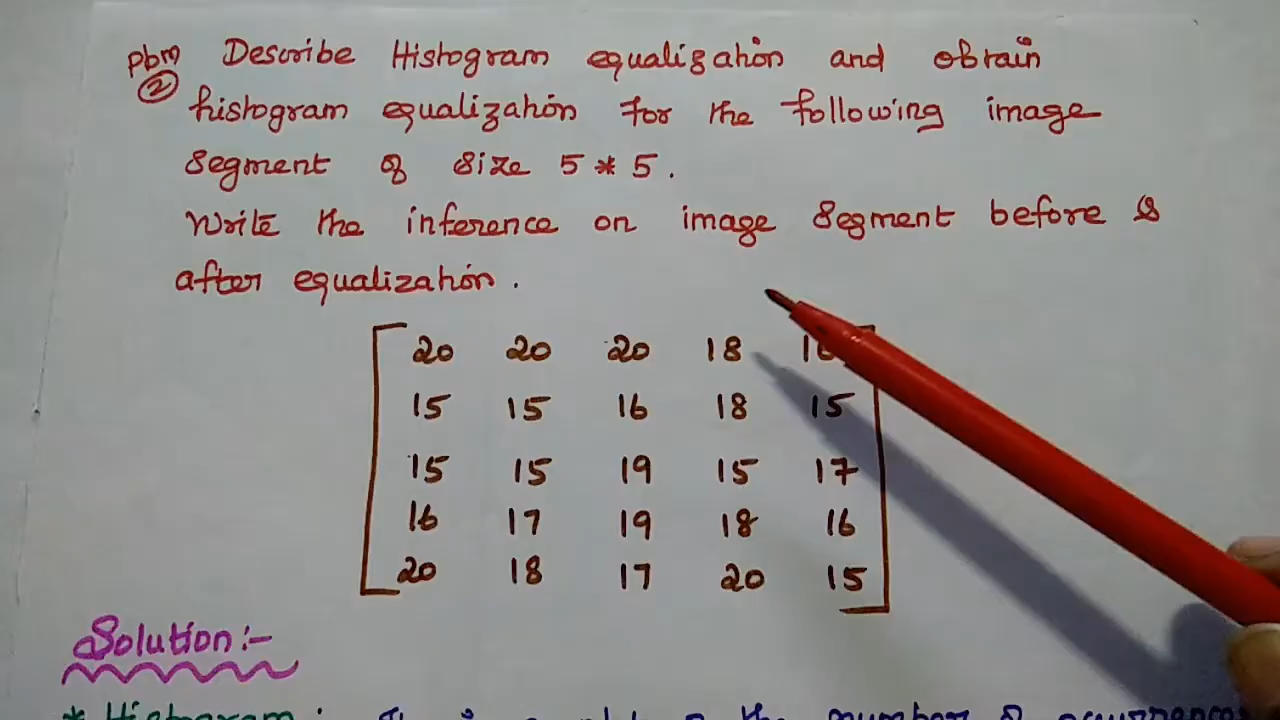 pbm Describe Histogram equalization and obtain
② histogram equalization for the following image
segment of size 5 * 5.
Write the inference on image segment before &
after equalization.
20 20 20 18
15 15 16 18 15
15 15 19 15 17
16 17 19 18 16
20 18 17 20 15
Solution:-
* Histogram: